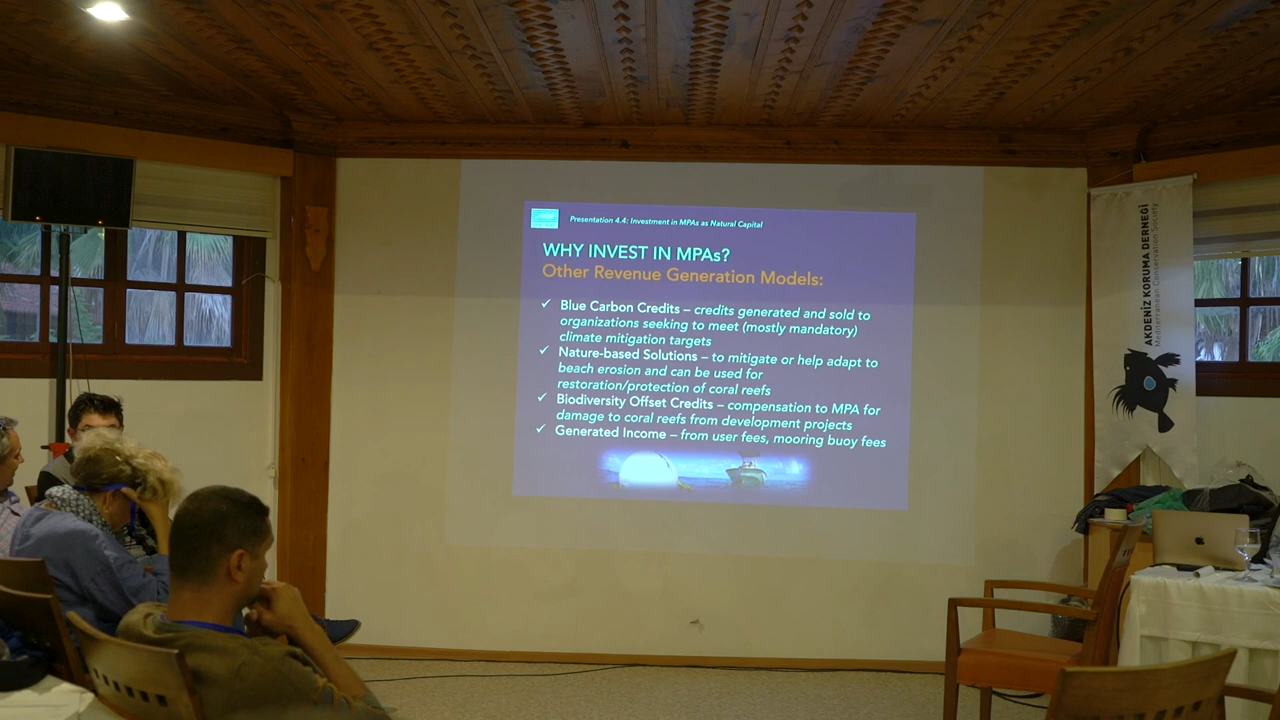 Presentation 4.4: Investment in MPAs as Natural Capital
WHY INVEST IN MPAs?
Other Revenue Generation Models:
✓ Blue Carbon Credits – credits generated and sold to
organizations seeking to meet (mostly mandatory)
climate mitigation targets
✓ Nature-based Solutions – to mitigate or help adapt to
beach erosion and can be used for
restoration/protection of coral reefs
✓ Biodiversity Offset Credits – compensation to MPA for
damage to coral reefs from development projects
✓ Generated Income – from user fees, mooring buoy fees
AKDENİZ KORUMA DERNEĞİ
Mediterranean Conservation Society